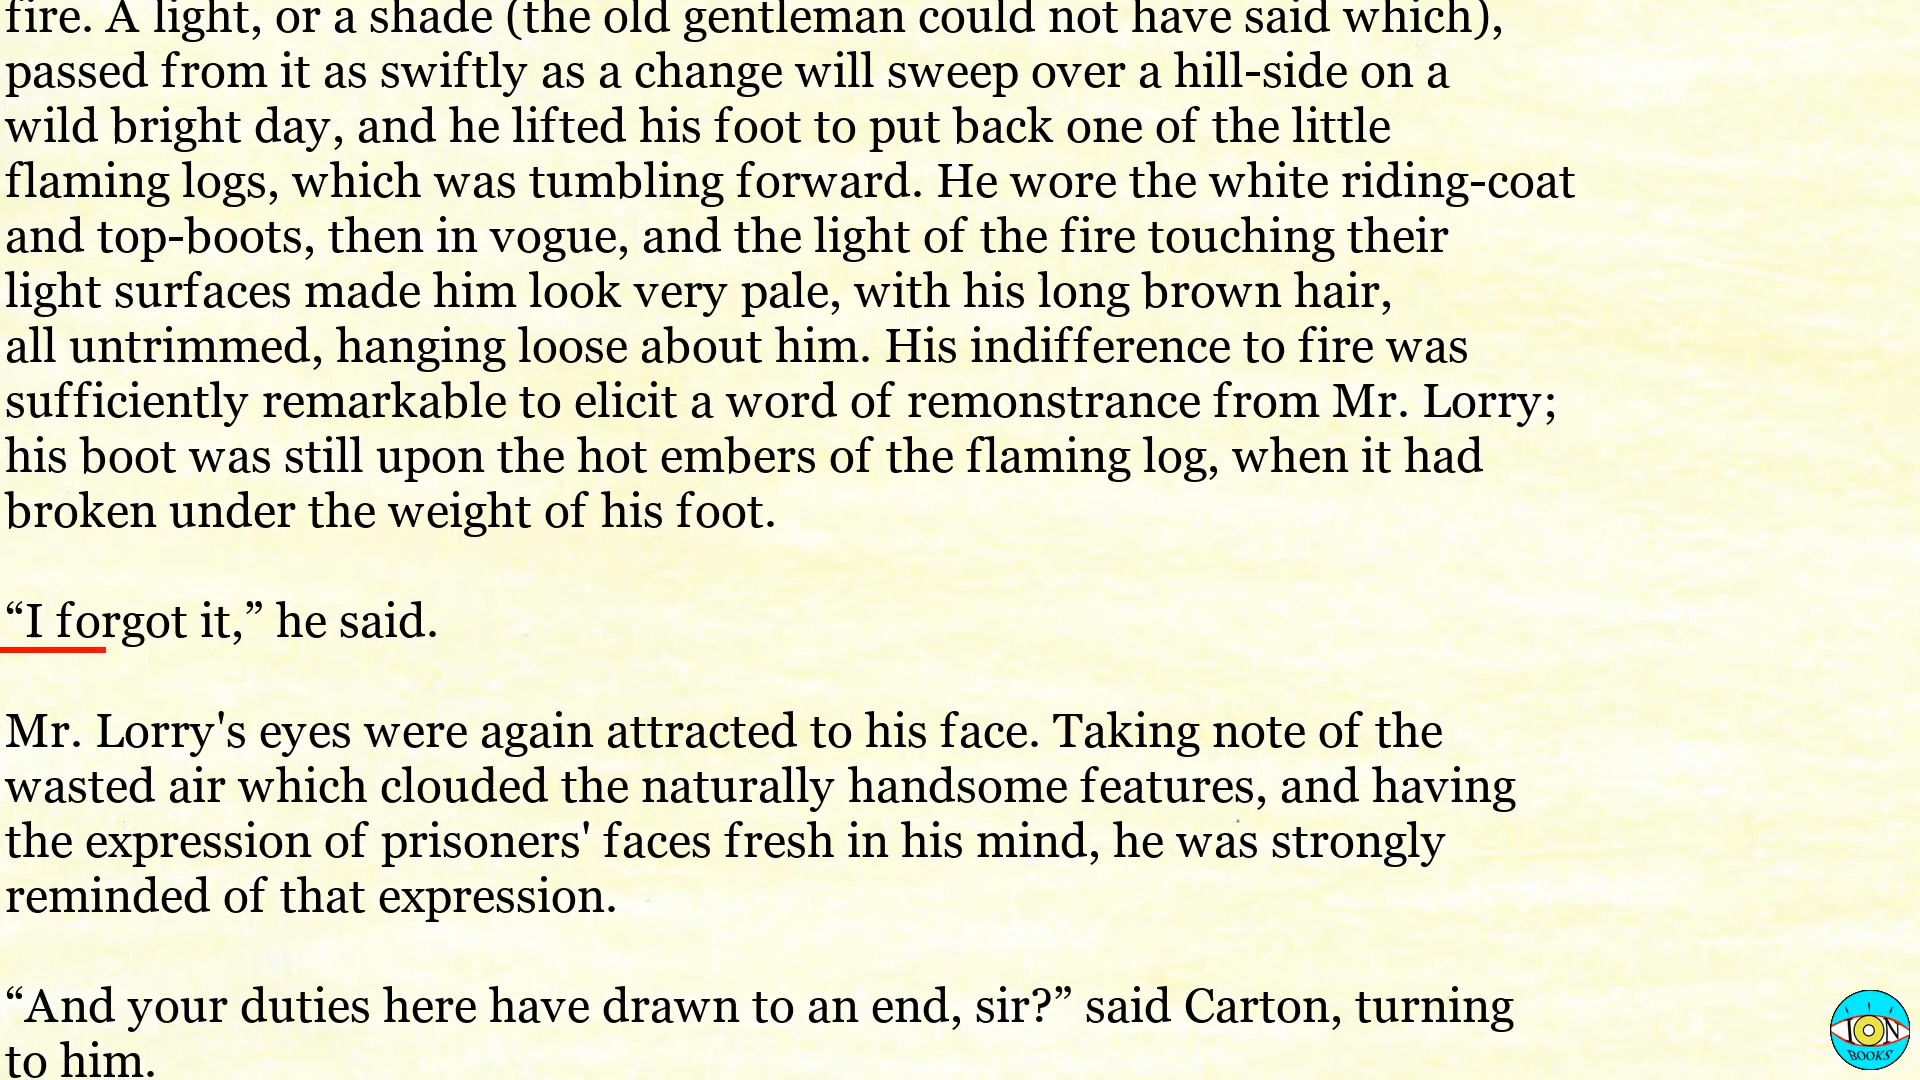 fire. A light, or a shade (the old gentleman could not have said which),
passed from it as swiftly as a change will sweep over a hill-side on a
wild bright day, and he lifted his foot to put back one of the little
flaming logs, which was tumbling forward. He wore the white riding-coat
and top-boots, then in vogue, and the light of the fire touching their
light surfaces made him look very pale, with his long brown hair,
all untrimmed, hanging loose about him. His indifference to fire was
sufficiently remarkable to elicit a word of remonstrance from Mr. Lorry;
his boot was still upon the hot embers of the flaming log, when it had
broken under the weight of his foot.
“I forgot it,” he said.
Mr. Lorry's eyes were again attracted to his face. Taking note of the
wasted air which clouded the naturally handsome features, and having
the expression of prisoners' faces fresh in his mind, he was strongly
reminded of that expression.
“And your duties here have drawn to an end, sir?” said Carton, turning
to him.
ION
BOOKS